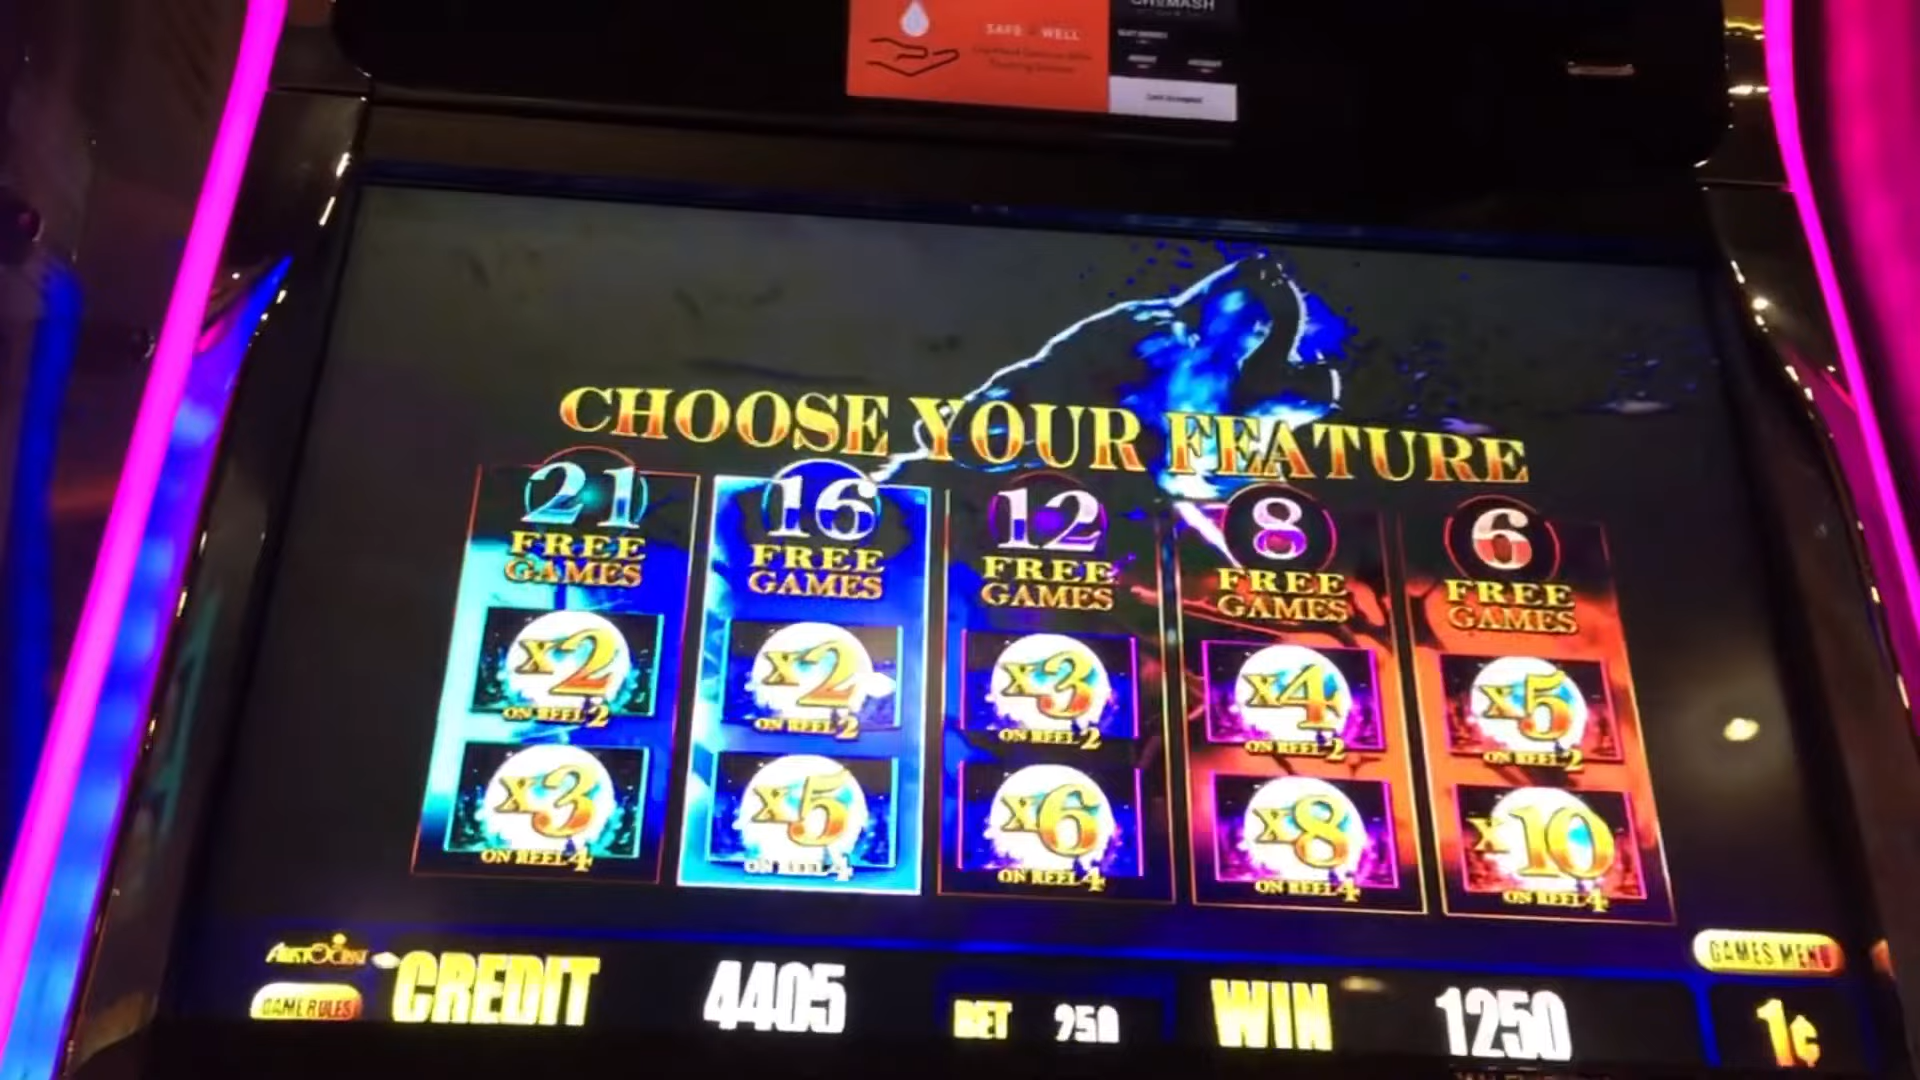 SAFE + WELL
CHOOSE YOUR FEATURE
21
FREE
GAMES
x2
ON REEL 2
x3
ON REEL 4
16
FREE
GAMES
x2
ON REEL 2
x5
ON REEL 4
12
FREE
GAMES
x3
ON REEL 2
x6
ON REEL 4
8
FREE
GAMES
x4
ON REEL 2
x8
ON REEL 4
6
FREE
GAMES
x5
ON REEL 2
x10
ON REEL 4
ARISTOCRAT
GAME RULES
CREDIT 4405
BET 250
WIN 1250
GAMES MENU
1¢